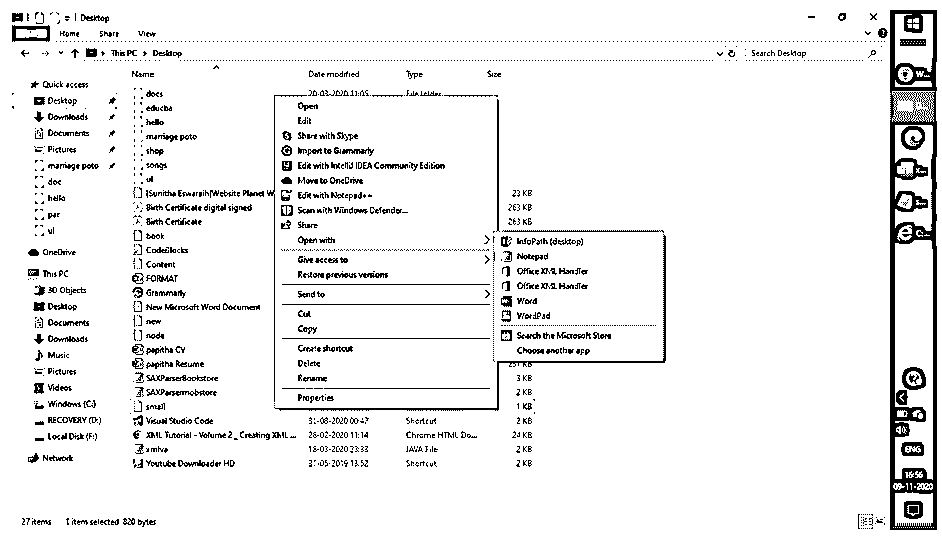 Desktop
Home Share View
This PC > Desktop
Search Desktop
Name Date modified Type Size
Quick access
Desktop
Downloads
Documents
Pictures
marriage poto
doc
hello
par
ul
OneDrive
This PC
3D Objects
Desktop
Documents
Downloads
Music
Pictures
Videos
Windows (C:)
RECOVERY (D:)
Local Disk (F:)
Network
docs 20-03-2020 11:05 File folder
educba
hello
marriage poto
shop
songs
ul
[Sunitha Eswaraih]Website Planet W 23 KB
Birth Certificate digital signed 263 KB
Birth Certificate 263 KB
book
CodeBlocks
Content
FORMAT
Grammarly
New Microsoft Word Document
new
node
papitha CV
papitha Resume 257 KB
SAXParserBookstore 3 KB
SAXParsermobstore 2 KB
small 1 KB
Visual Studio Code 31-08-2020 00:47 Shortcut 2 KB
XML Tutorial - Volume 2 _ Creating XML ... 28-02-2020 11:14 Chrome HTML Do... 24 KB
xmlva 18-03-2020 23:33 JAVA File 2 KB
Youtube Downloader HD 31-05-2019 13:52 Shortcut 2 KB
Open
Edit
Share with Skype
Import to Grammarly
Edit with IntelliJ IDEA Community Edition
Move to OneDrive
Edit with Notepad++
Scan with Windows Defender...
Share
Open with
Give access to
Restore previous versions
Send to
Cut
Copy
Create shortcut
Delete
Rename
Properties
InfoPath (desktop)
Notepad
Office XML Handler
Office XML Handler
Word
WordPad
Search the Microsoft Store
Choose another app
27 items 1 item selected 820 bytes
ENG
16:56
09-11-2020